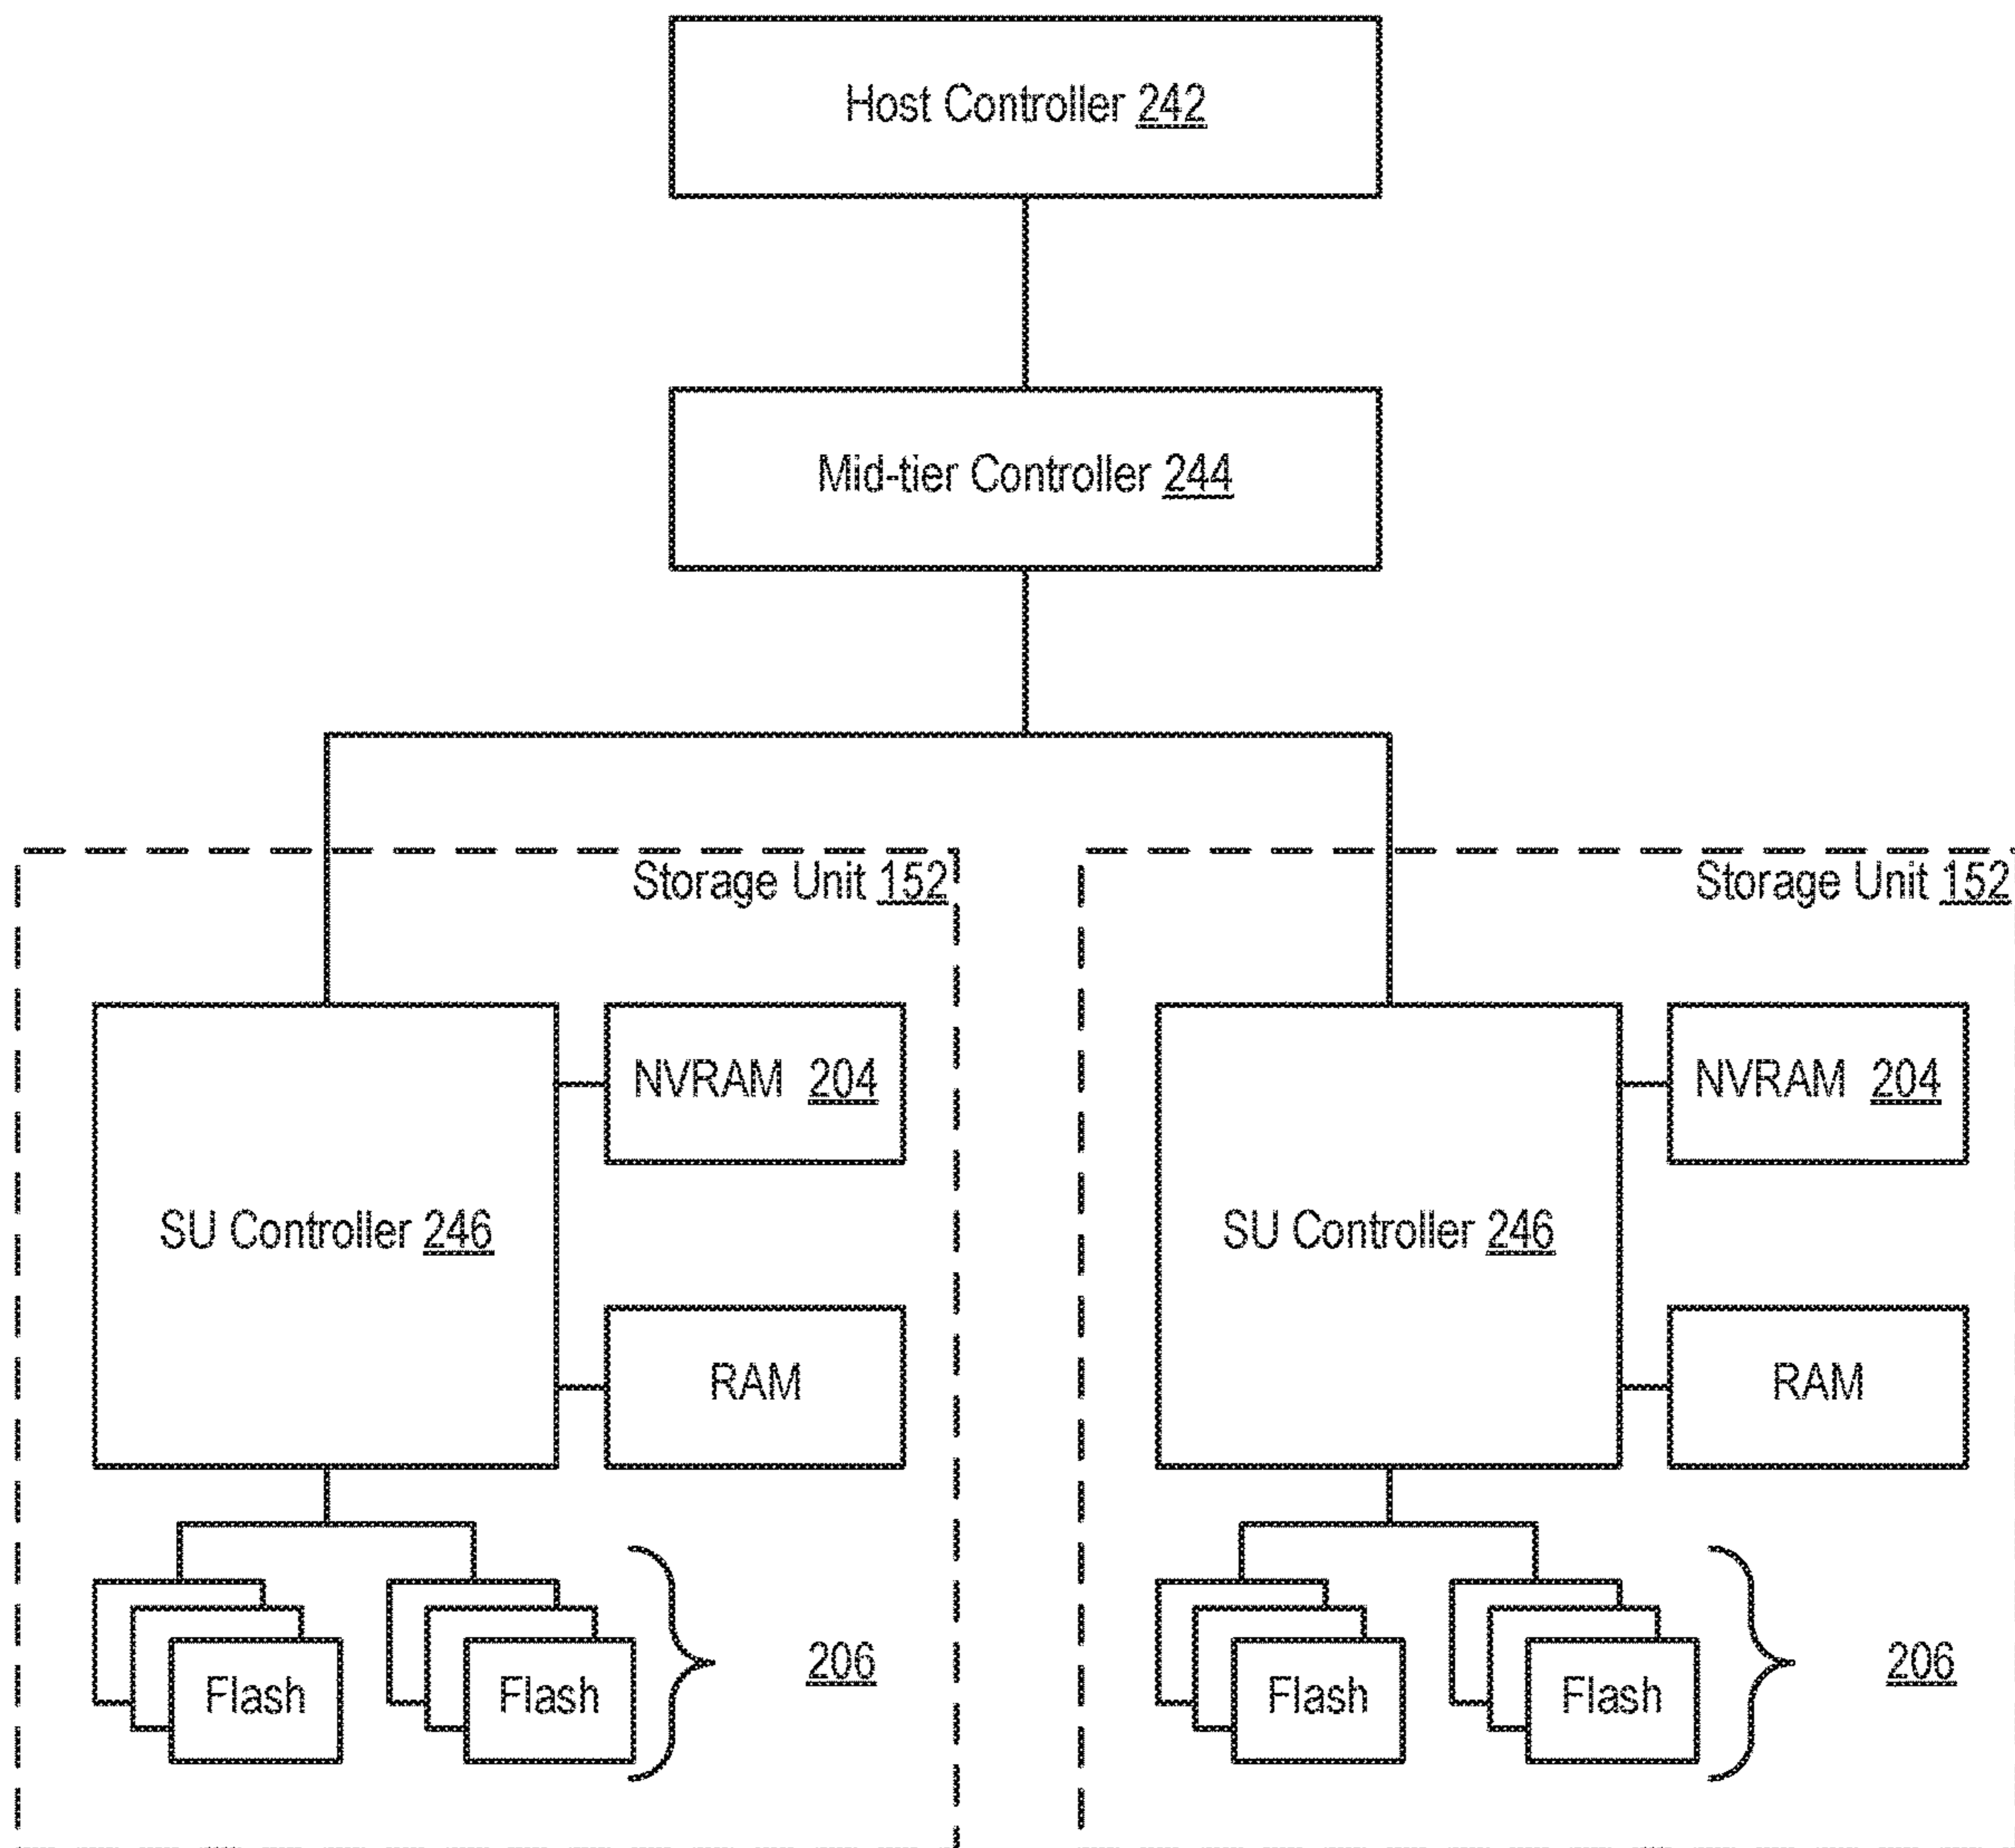 Host Controller 242
Mid-tier Controller 244
Storage Unit 152
NVRAM 204
SU Controller 246
RAM
Flash
Flash
206
Storage Unit 152
NVRAM 204
SU Controller 246
RAM
Flash
Flash
206